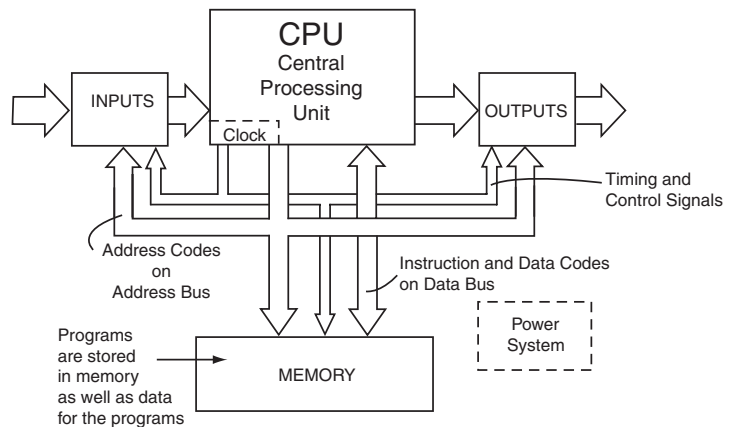 CPU
Central
Processing
Unit
INPUTS
OUTPUTS
Clock
Timing and
Control Signals
Address Codes
on
Address Bus
Instruction and Data Codes
on Data Bus
Power
System
Programs
are stored
in memory
as well as data
for the programs
MEMORY